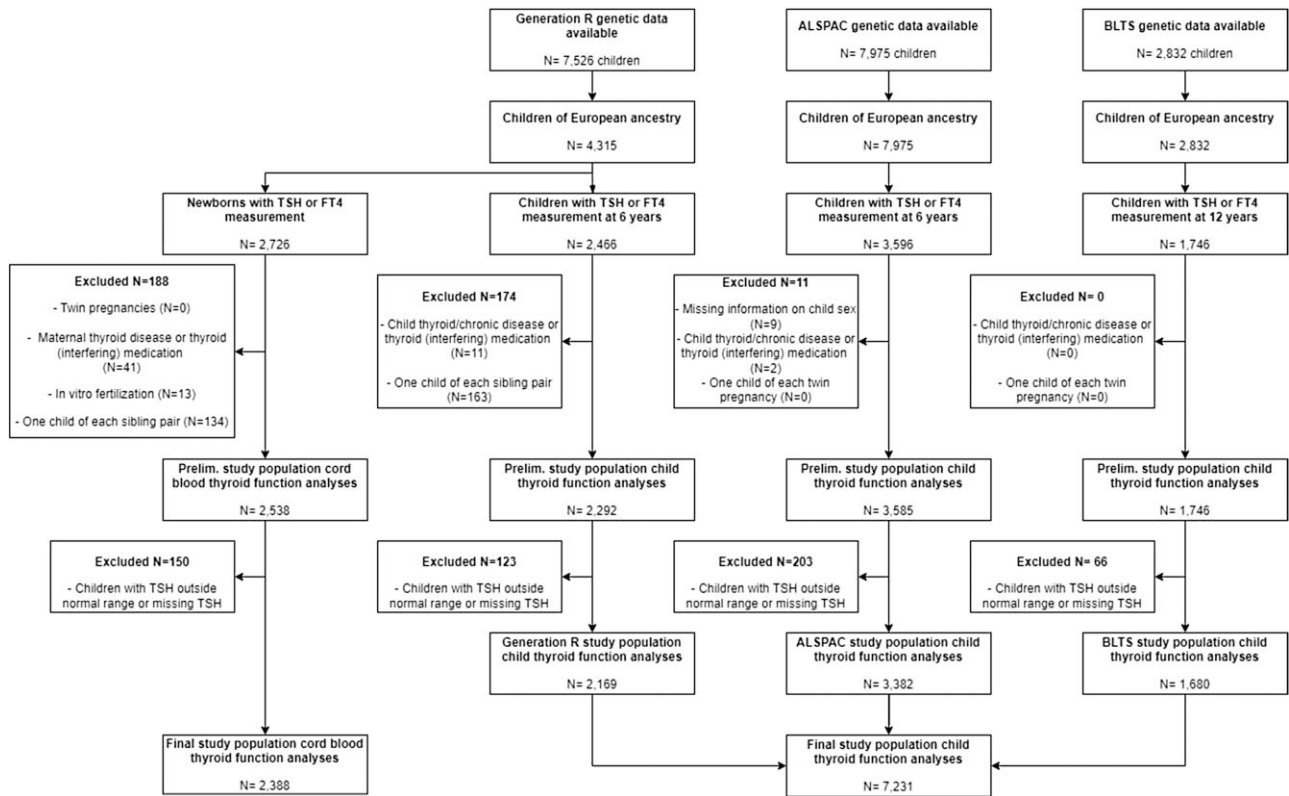 Generation R genetic data
available
N= 7,526 children
ALSPAC genetic data available
N= 7,975 children
BLTS genetic data available
N= 2,832 children
Children of European ancestry
N= 4,315
Children of European ancestry
N= 7,975
Children of European ancestry
N= 2,832
Newborns with TSH or FT4
measurement
N= 2,726
Children with TSH or FT4
measurement at 6 years
N= 2,466
Children with TSH or FT4
measurement at 6 years
N= 3,596
Children with TSH or FT4
measurement at 12 years
N= 1,746
Excluded N=188
- Twin pregnancies (N=0)
- Maternal thyroid disease or thyroid
(interfering) medication
(N=41)
- In vitro fertilization (N=13)
- One child of each sibling pair (N=134)
Excluded N=174
- Child thyroid/chronic disease or
thyroid (interfering) medication
(N=11)
- One child of each sibling pair
(N=163)
Excluded N=11
- Missing information on child sex
(N=9)
- Child thyroid/chronic disease or
thyroid (interfering) medication
(N=2)
- One child of each twin
pregnancy (N=0)
Excluded N= 0
- Child thyroid/chronic disease or
thyroid (interfering) medication
(N=0)
- One child of each twin
pregnancy (N=0)
Prelim. study population cord
blood thyroid function analyses
N= 2,538
Prelim. study population child
thyroid function analyses
N= 2,292
Prelim. study population child
thyroid function analyses
N= 3,585
Prelim. study population child
thyroid function analyses
N= 1,746
Excluded N=150
- Children with TSH outside
normal range or missing TSH
Excluded N=123
- Children with TSH outside
normal range or missing TSH
Excluded N=203
- Children with TSH outside
normal range or missing TSH
Excluded N= 66
- Children with TSH outside
normal range or missing TSH
Generation R study population
child thyroid function analyses
N= 2,169
ALSPAC study population child
thyroid function analyses
N= 3,382
BLTS study population child
thyroid function analyses
N= 1,680
Final study population cord blood
thyroid function analyses
N= 2,388
Final study population child
thyroid function analyses
N= 7,231